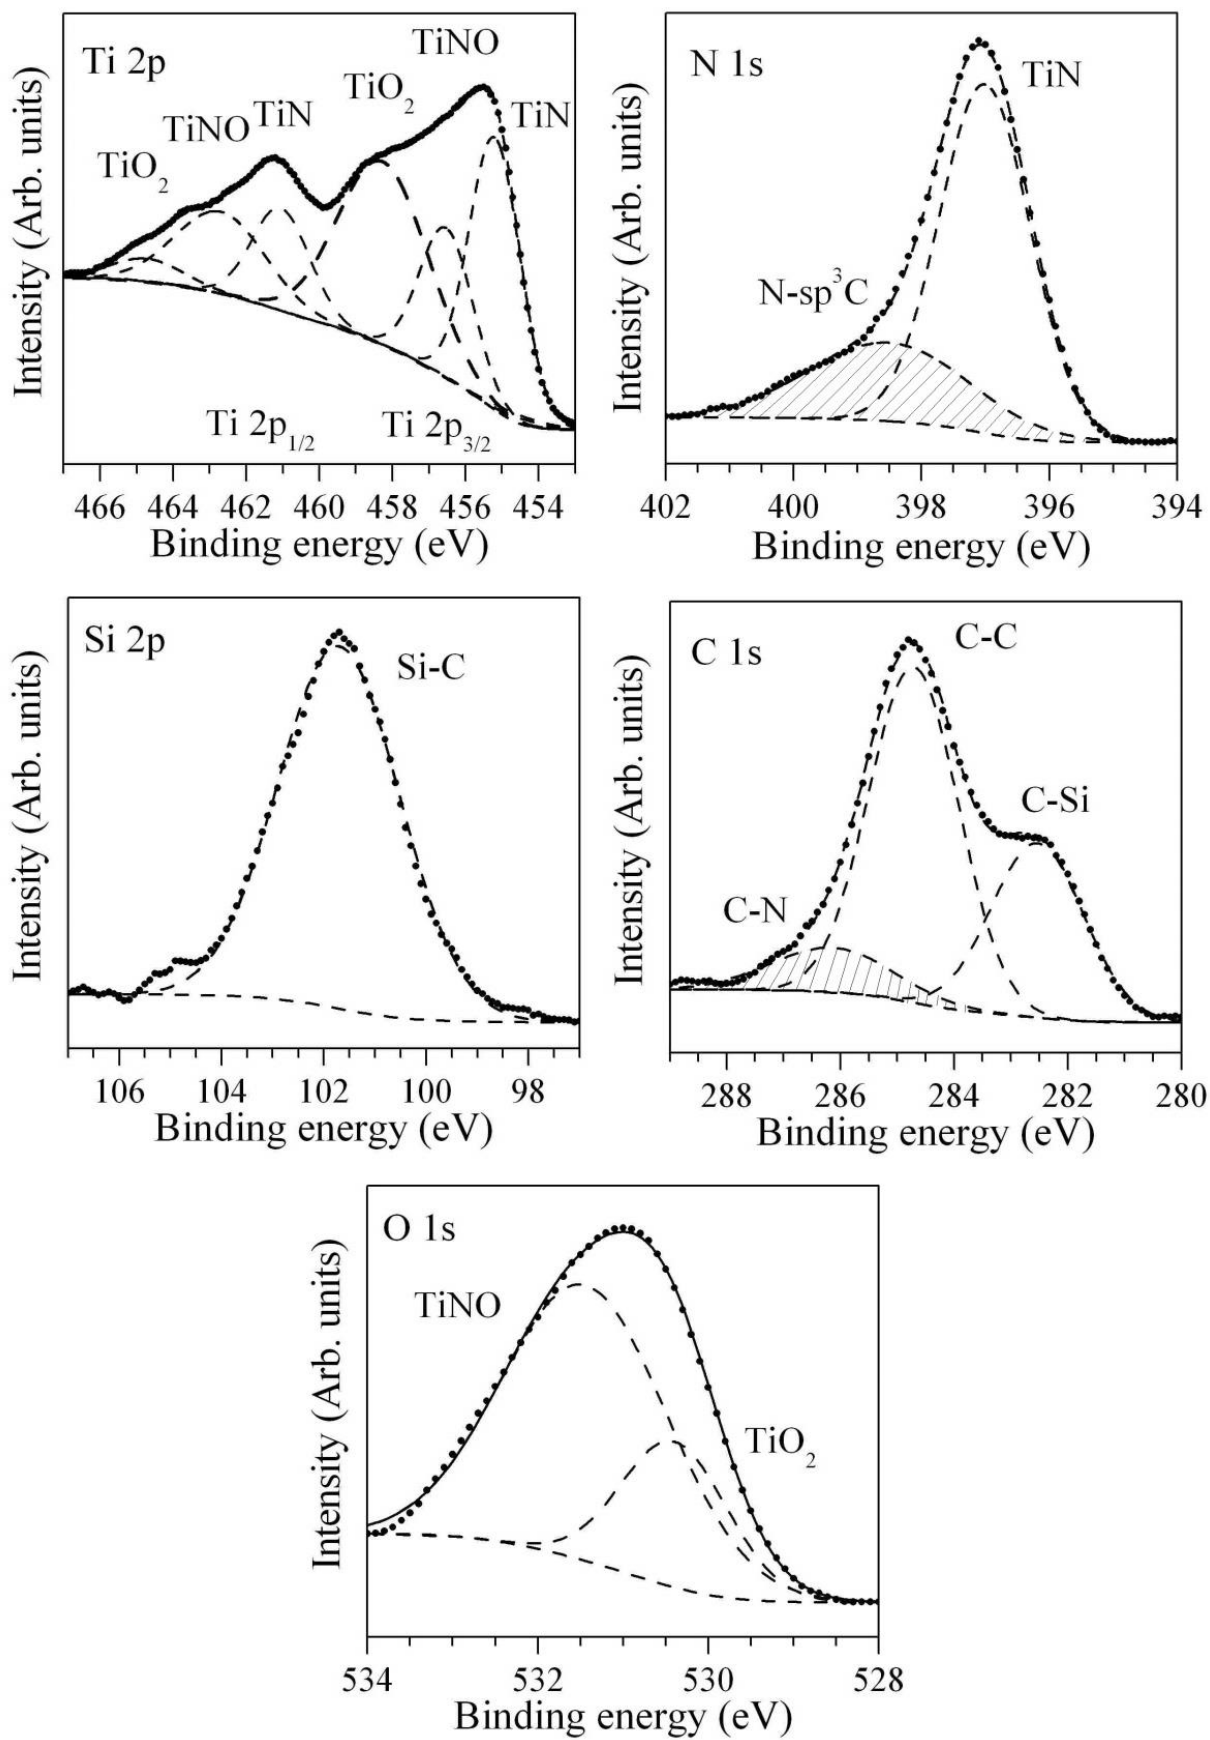 Ti 2p
TiNO
TiO2
TiN
TiNO
TiN
TiO2
Ti 2p1/2
Ti 2p3/2
Intensity (Arb. units)
466 464 462 460 458 456 454
Binding energy (eV)
N 1s
TiN
N-sp3C
Intensity (Arb. units)
402 400 398 396 394
Binding energy (eV)
Si 2p
Si-C
Intensity (Arb. units)
106 104 102 100 98
Binding energy (eV)
C 1s
C-C
C-Si
C-N
Intensity (Arb. units)
288 286 284 282 280
Binding energy (eV)
O 1s
TiNO
TiO2
Intensity (Arb. units)
534 532 530 528
Binding energy (eV)